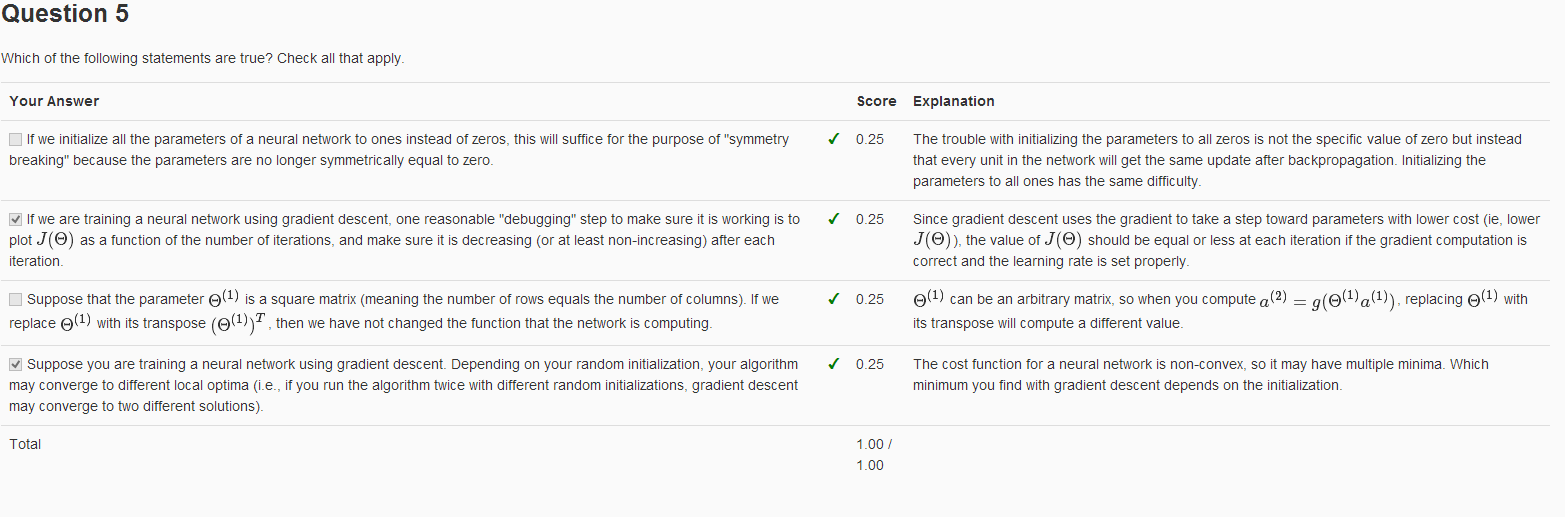 Question 5
Which of the following statements are true? Check all that apply.
Your Answer Score Explanation
If we initialize all the parameters of a neural network to ones instead of zeros, this will suffice for the purpose of "symmetry
breaking" because the parameters are no longer symmetrically equal to zero.
✓ 0.25
The trouble with initializing the parameters to all zeros is not the specific value of zero but instead
that every unit in the network will get the same update after backpropagation. Initializing the
parameters to all ones has the same difficulty.
If we are training a neural network using gradient descent, one reasonable "debugging" step to make sure it is working is to
plot J(Θ) as a function of the number of iterations, and make sure it is decreasing (or at least non-increasing) after each
iteration.
✓ 0.25
Since gradient descent uses the gradient to take a step toward parameters with lower cost (ie, lower
J(Θ)), the value of J(Θ) should be equal or less at each iteration if the gradient computation is
correct and the learning rate is set properly.
Suppose that the parameter Θ⁽¹⁾ is a square matrix (meaning the number of rows equals the number of columns). If we
replace Θ⁽¹⁾ with its transpose (Θ⁽¹⁾)ᵀ, then we have not changed the function that the network is computing.
✓ 0.25
Θ⁽¹⁾ can be an arbitrary matrix, so when you compute a⁽²⁾ = g(Θ⁽¹⁾a⁽¹⁾), replacing Θ⁽¹⁾ with
its transpose will compute a different value.
Suppose you are training a neural network using gradient descent. Depending on your random initialization, your algorithm
may converge to different local optima (i.e., if you run the algorithm twice with different random initializations, gradient descent
may converge to two different solutions).
✓ 0.25
The cost function for a neural network is non-convex, so it may have multiple minima. Which
minimum you find with gradient descent depends on the initialization.
Total 1.00 /
1.00